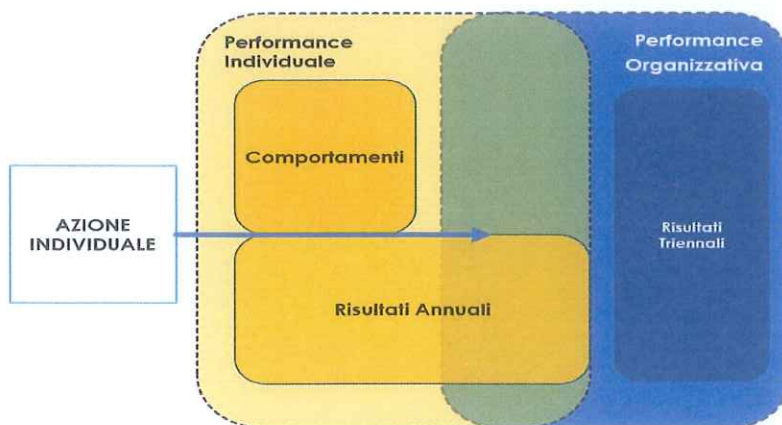 Performance
Individuale
Performance
Organizzativa
Comportamenti
AZIONE
INDIVIDUALE
Risultati
Triennali
Risultati Annuali